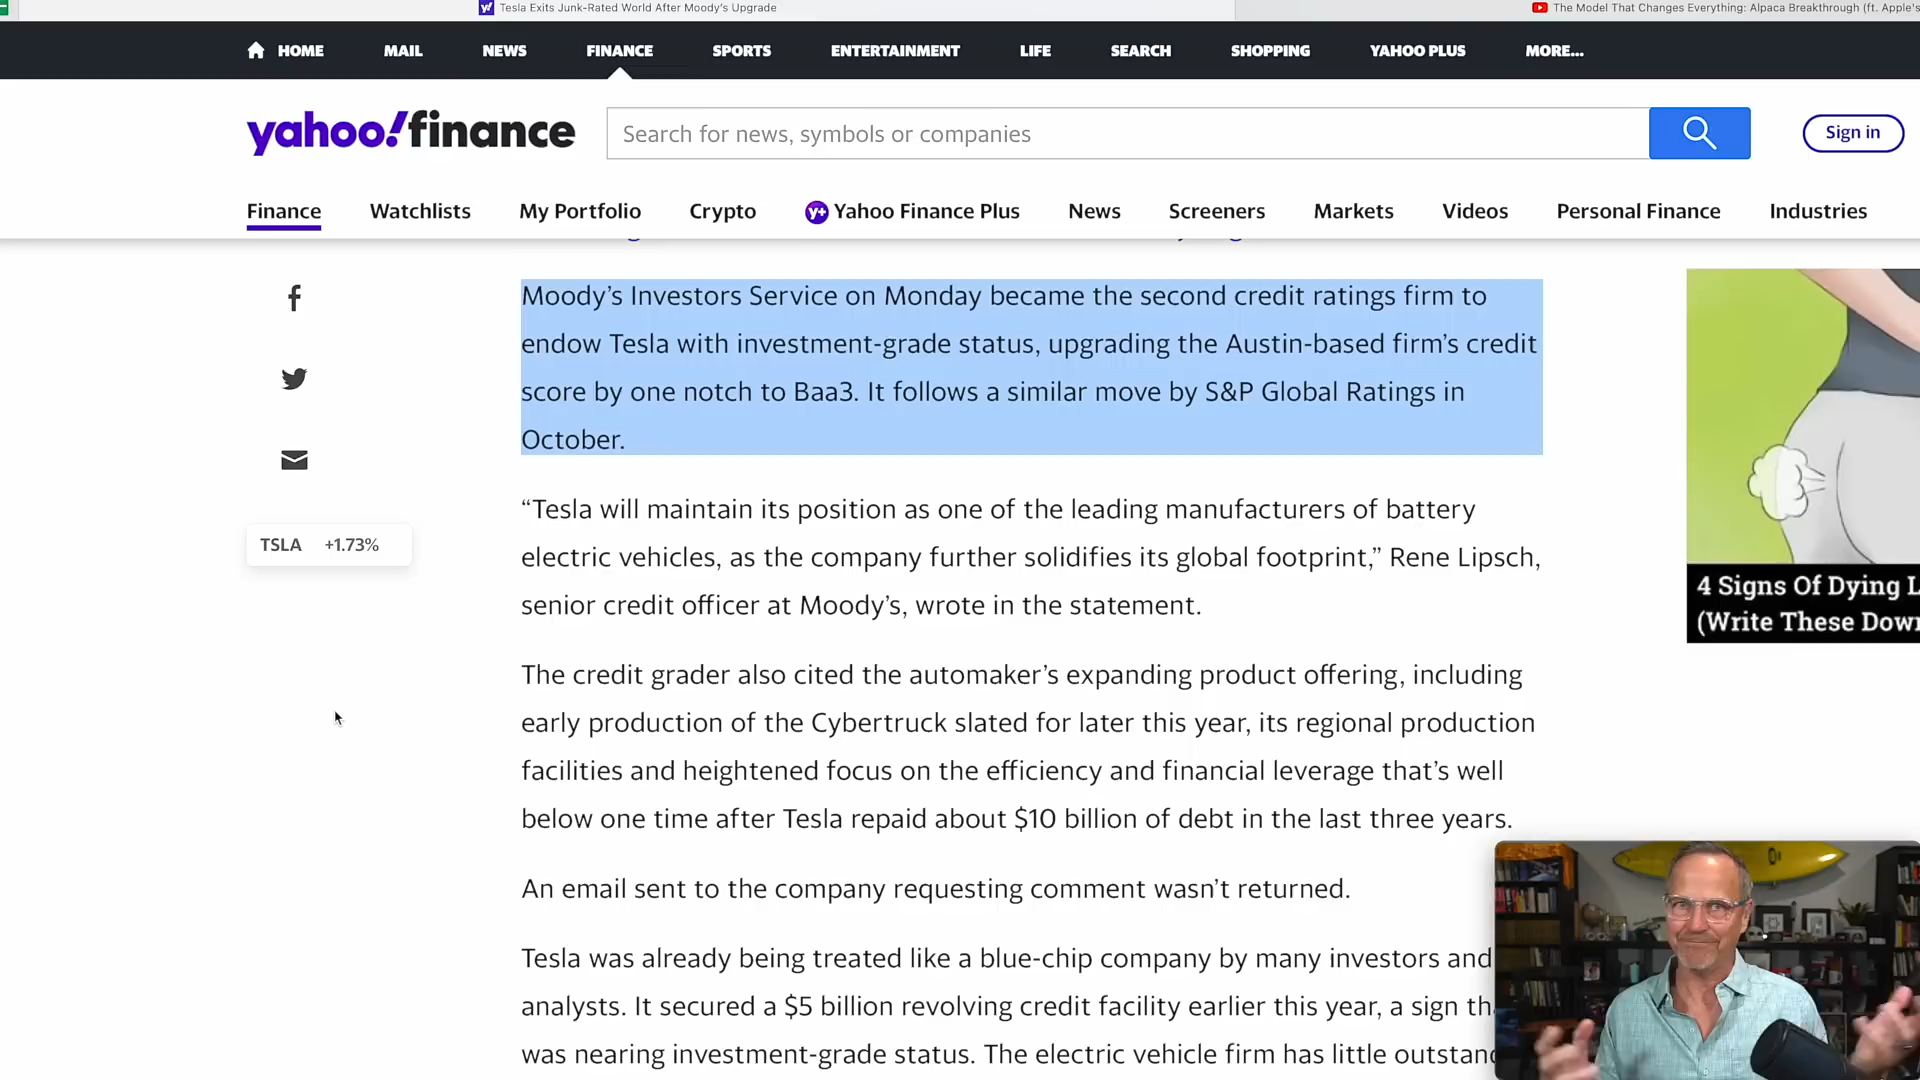 Tesla Exits Junk-Rated World After Moody's Upgrade
The Model That Changes Everything: Alpaca Breakthrough (ft. Apple's
HOME MAIL NEWS FINANCE SPORTS ENTERTAINMENT LIFE SEARCH SHOPPING YAHOO PLUS MORE...
yahoo!finance
Search for news, symbols or companies
Sign in
Finance Watchlists My Portfolio Crypto y+ Yahoo Finance Plus News Screeners Markets Videos Personal Finance Industries
Moody’s Investors Service on Monday became the second credit ratings firm to
endow Tesla with investment-grade status, upgrading the Austin-based firm’s credit
score by one notch to Baa3. It follows a similar move by S&P Global Ratings in
October.
“Tesla will maintain its position as one of the leading manufacturers of battery
electric vehicles, as the company further solidifies its global footprint,” Rene Lipsch,
senior credit officer at Moody’s, wrote in the statement.
TSLA +1.73%
The credit grader also cited the automaker’s expanding product offering, including
early production of the Cybertruck slated for later this year, its regional production
facilities and heightened focus on the efficiency and financial leverage that’s well
below one time after Tesla repaid about $10 billion of debt in the last three years.
An email sent to the company requesting comment wasn’t returned.
Tesla was already being treated like a blue-chip company by many investors and
analysts. It secured a $5 billion revolving credit facility earlier this year, a sign th
was nearing investment-grade status. The electric vehicle firm has little outstan
4 Signs Of Dying L
(Write These Down